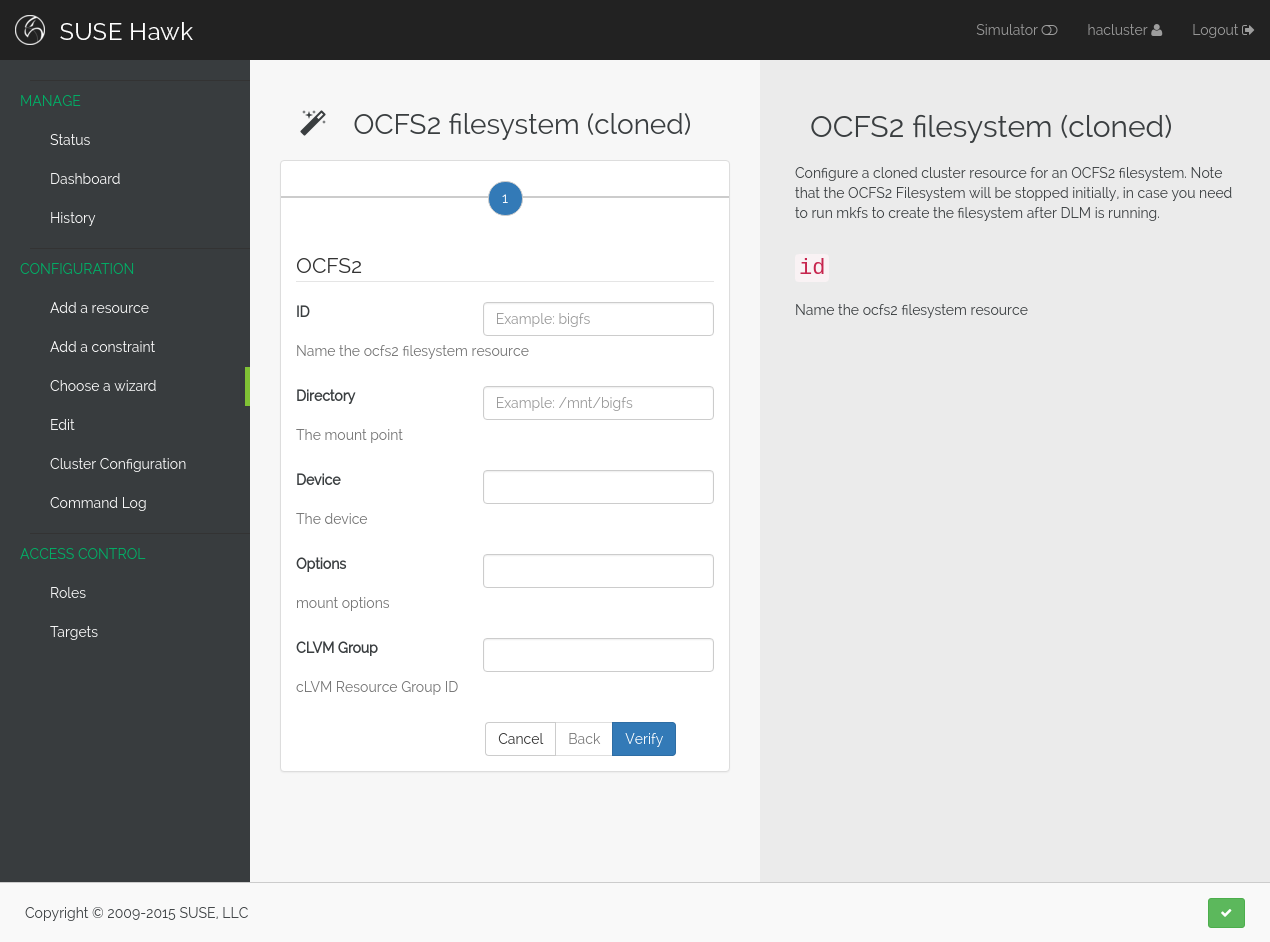 SUSE Hawk
Simulator
hacluster
Logout
MANAGE
Status
Dashboard
History
CONFIGURATION
Add a resource
Add a constraint
Choose a wizard
Edit
Cluster Configuration
Command Log
ACCESS CONTROL
Roles
Targets
OCFS2 filesystem (cloned)
1
OCFS2
ID
Example: bigfs
Name the ocfs2 filesystem resource
Directory
Example: /mnt/bigfs
The mount point
Device
The device
Options
mount options
CLVM Group
cLVM Resource Group ID
Cancel
Back
Verify
OCFS2 filesystem (cloned)
Configure a cloned cluster resource for an OCFS2 filesystem. Note
that the OCFS2 Filesystem will be stopped initially, in case you need
to run mkfs to create the filesystem after DLM is running.
id
Name the ocfs2 filesystem resource
Copyright © 2009-2015 SUSE, LLC